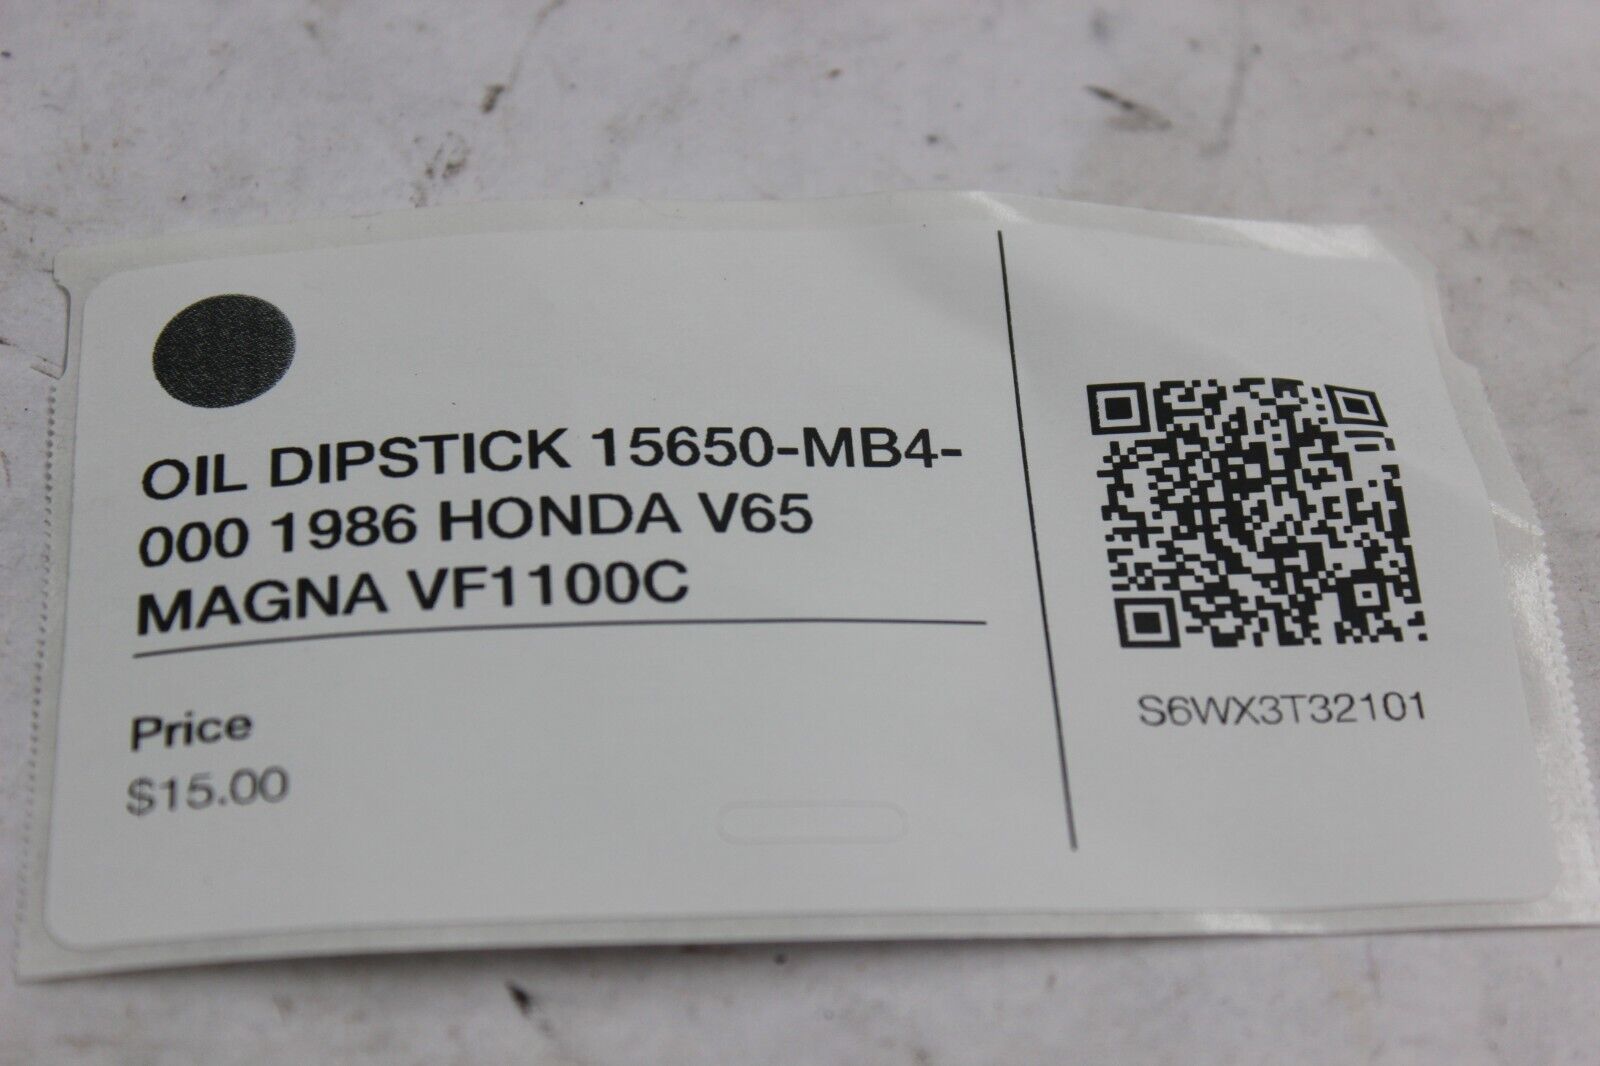 OIL DIPSTICK 15650-MB4-
000 1986 HONDA V65
MAGNA VF1100C
Price
$15.00
S6WX3T32101